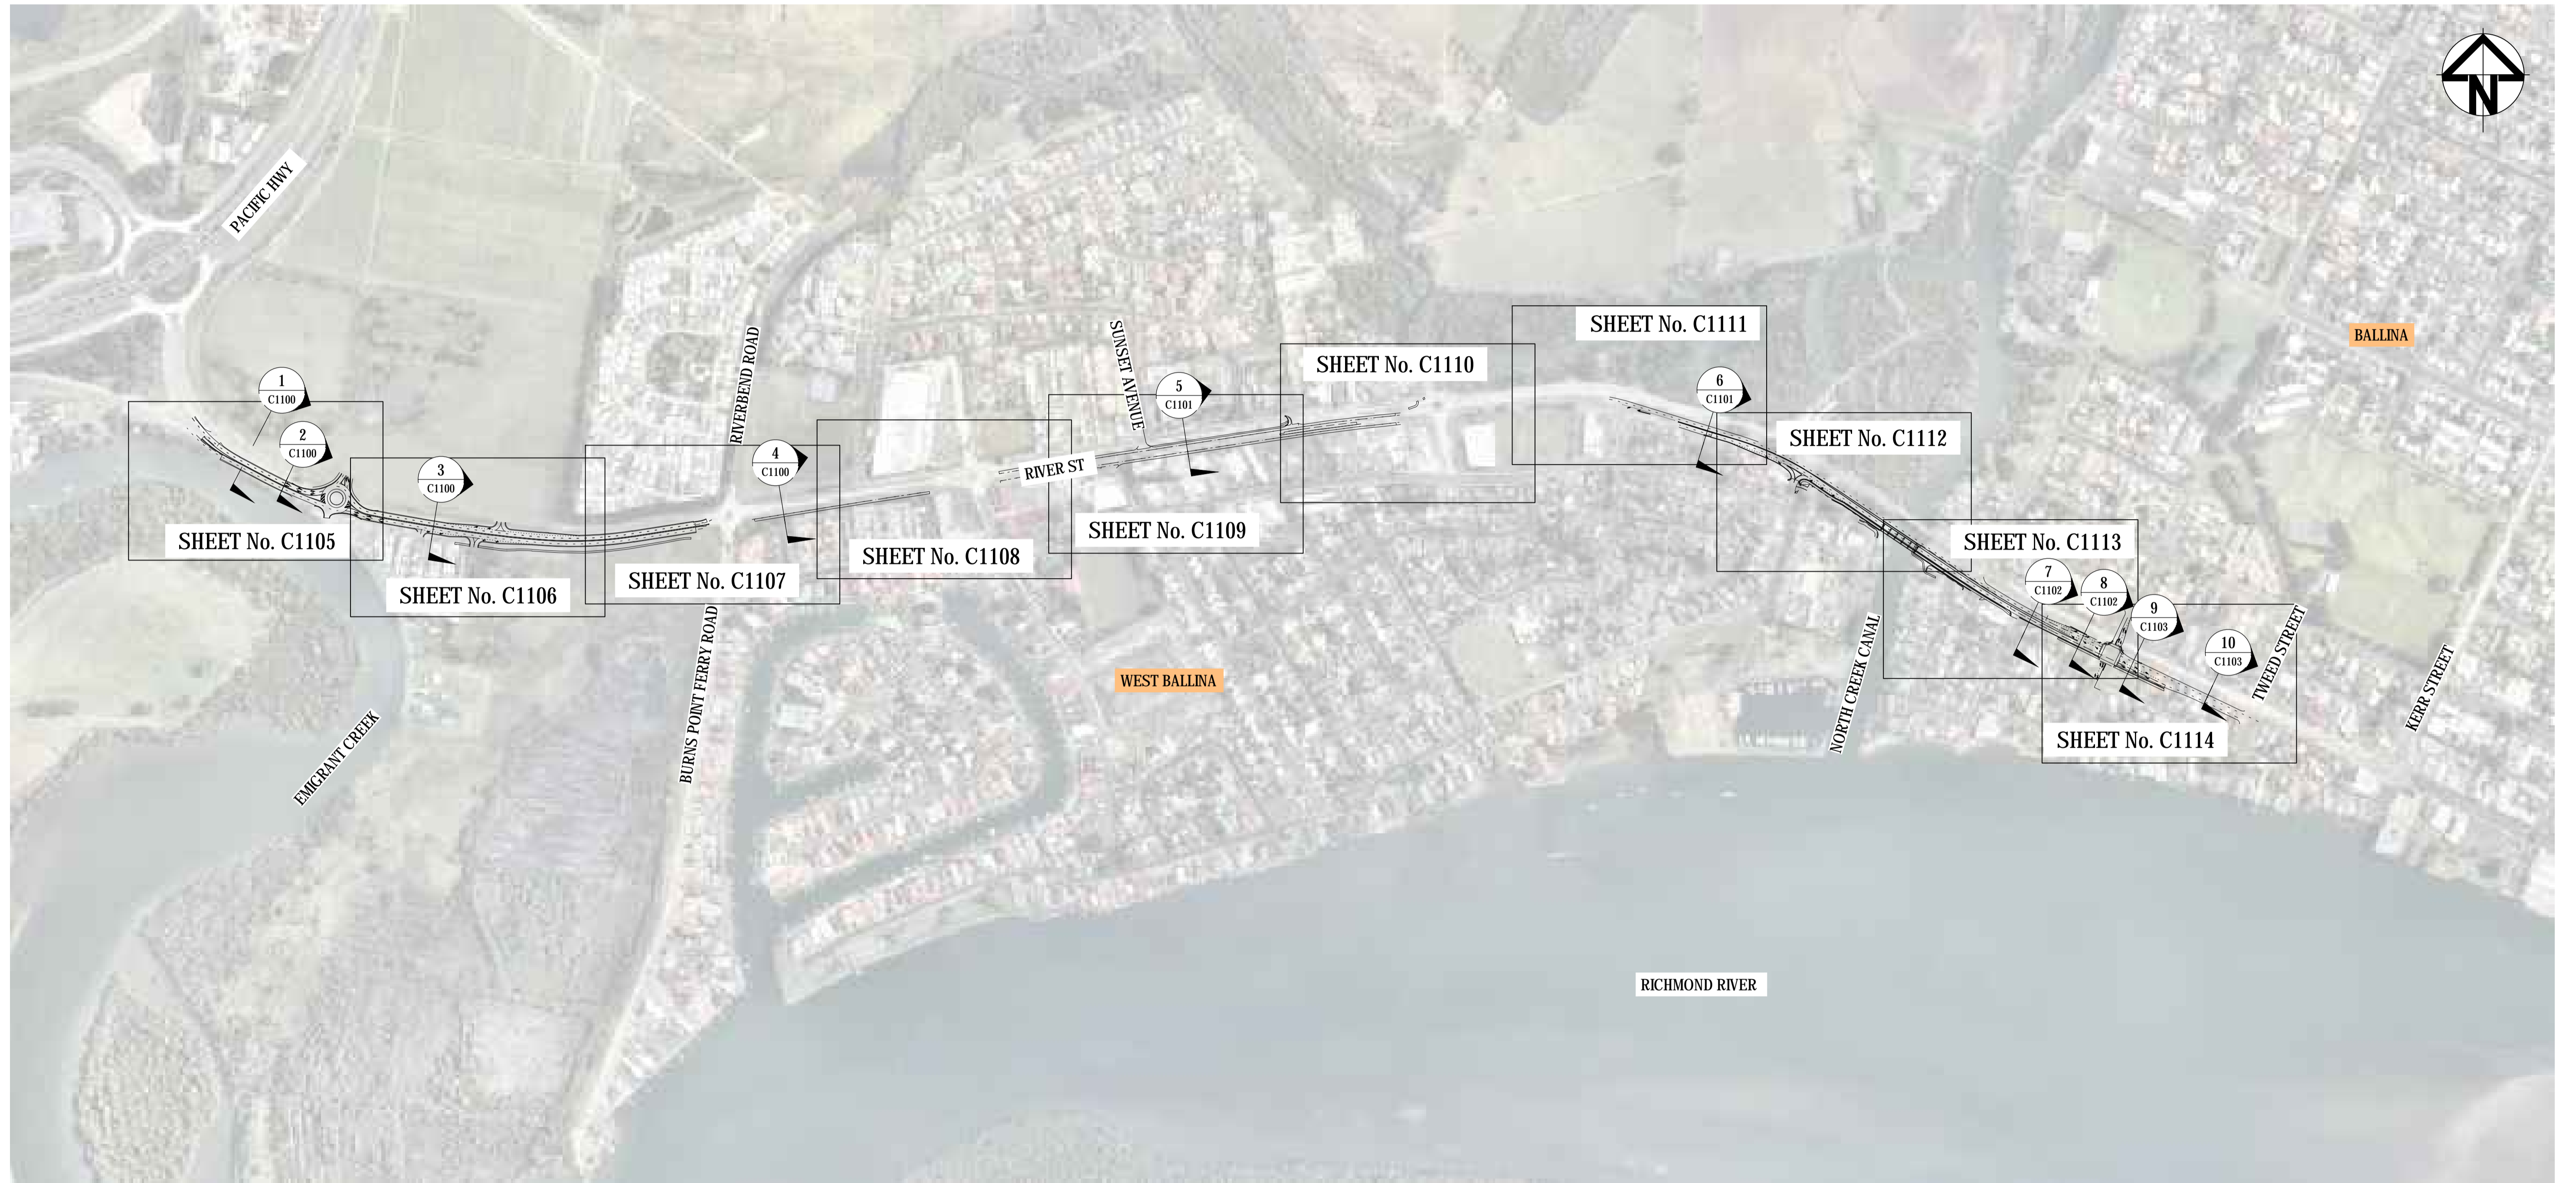 N
PACIFIC HWY
SHEET No. C1111
BALLINA
SUNSET AVENUE
RIVERBEND ROAD
SHEET No. C1110
1
C1100
5
C1101
6
C1101
2
C1100
SHEET No. C1112
3
C1100
4
C1100
RIVER ST
SHEET No. C1105
SHEET No. C1109
SHEET No. C1113
SHEET No. C1108
SHEET No. C1107
SHEET No. C1106
7
C1102
8
C1102
9
C1103
10
C1103
TWEED STREET
KERR STREET
BURNS POINT FERRY ROAD
WEST BALLINA
NORTH CREEK CANAL
EMIGRANT CREEK
SHEET No. C1114
RICHMOND RIVER